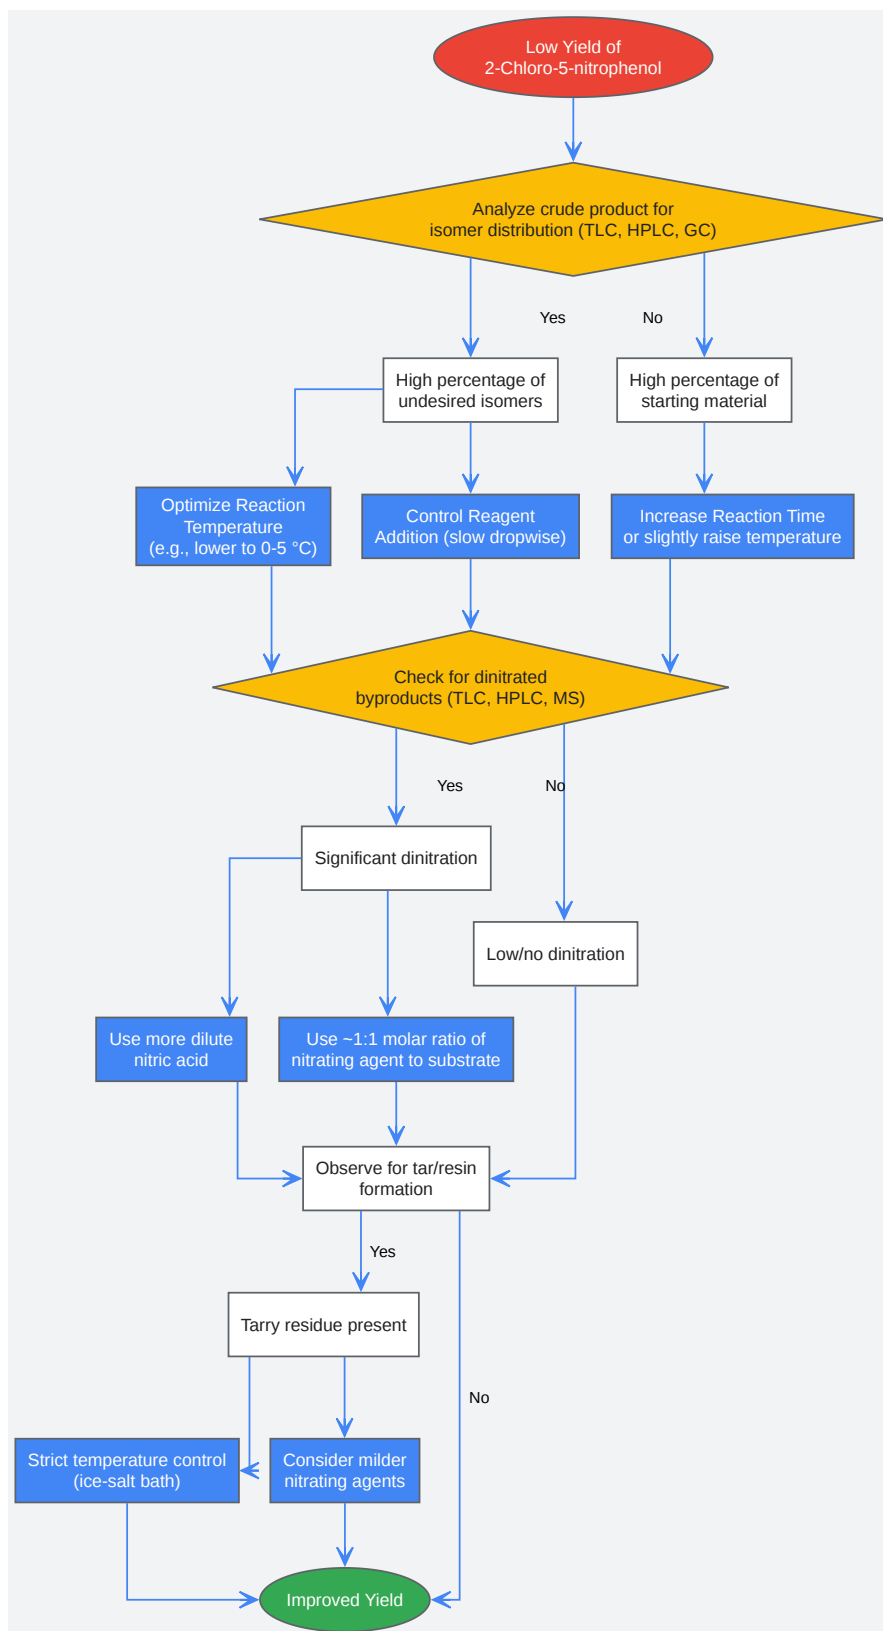 Low Yield of
2-Chloro-5-nitrophenol
Analyze crude product for
isomer distribution (TLC, HPLC, GC)
Yes
No
High percentage of
undesired isomers
High percentage of
starting material
Optimize Reaction
Temperature
(e.g., lower to 0-5 °C)
Control Reagent
Addition (slow dropwise)
Increase Reaction Time
or slightly raise temperature
Check for dinitrated
byproducts (TLC, HPLC, MS)
Yes
No
Significant dinitration
Low/no dinitration
Use more dilute
nitric acid
Use ~1:1 molar ratio of
nitrating agent to substrate
Observe for tar/resin
formation
Yes
Tarry residue present
No
Strict temperature control
(ice-salt bath)
Consider milder
nitrating agents
Improved Yield